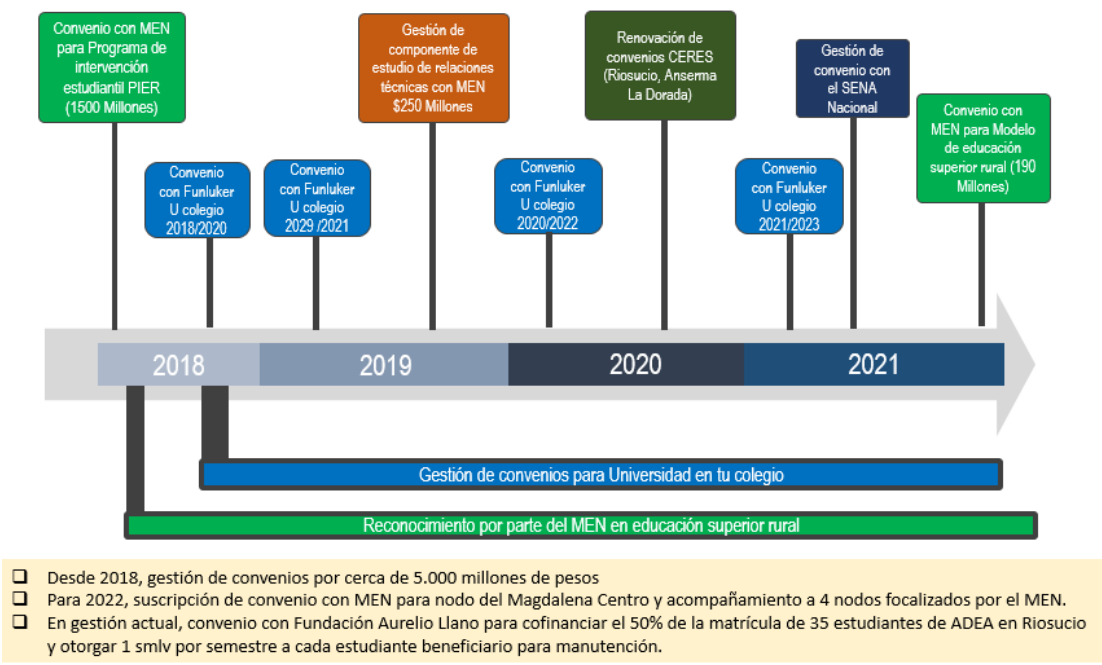 Convenio con MEN
para Programa de
intervención
estudiantil PIER
(1500 Millones)
Gestión de
componente de
estudio de relaciones
técnicas con MEN
$250 Millones
Renovación de
convenios CERES
(Riosucio, Anserma
La Dorada)
Gestión de
convenio con
el SENA
Nacional
Convenio con
MEN para Modelo
de educación
superior rural (190
Millones)
Convenio
con Funluker
U colegio
2018/2020
Convenio
con Funluker
U colegio
2029 /2021
Convenio
con Funluker
U colegio
2020/2022
Convenio
con Funluker
U colegio
2021/2023
2018
2019
2020
2021
Gestión de convenios para Universidad en tu colegio
Reconocimiento por parte del MEN en educación superior rural
Desde 2018, gestión de convenios por cerca de 5.000 millones de pesos
Para 2022, suscripción de convenio con MEN para nodo del Magdalena Centro y acompañamiento a 4 nodos focalizados por el MEN.
En gestión actual, convenio con Fundación Aurelio Llano para cofinanciar el 50% de la matrícula de 35 estudiantes de ADEA en Riosucio
y otorgar 1 smlv por semestre a cada estudiante beneficiario para manutención.